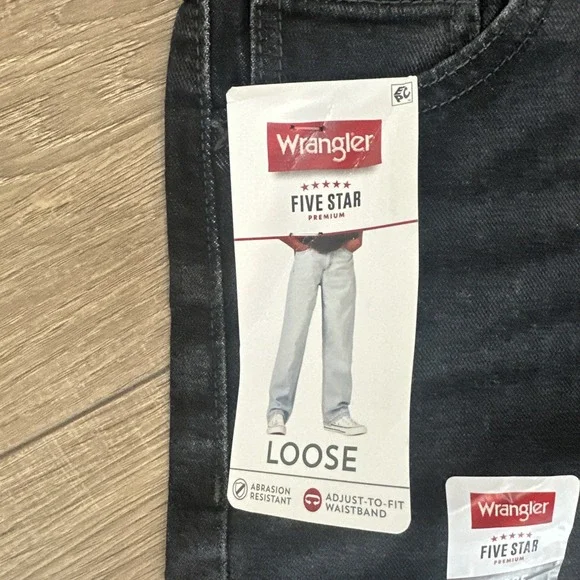 Wrangler
FIVE STAR
PREMIUM
LOOSE
ABRASION
RESISTANT
ADJUST-TO-FIT
WAISTBAND
Wrangler
FIVE STAR
PREMIUM